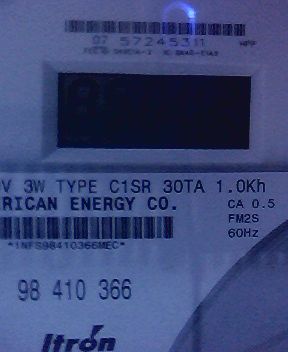 07 57245311 HPP
V 3W TYPE C1SR 30TA 1.0Kh
RICAN ENERGY CO. CA 0.5
FM2S
*1NFS98410366MEC* 60Hz
98 410 366
Itron